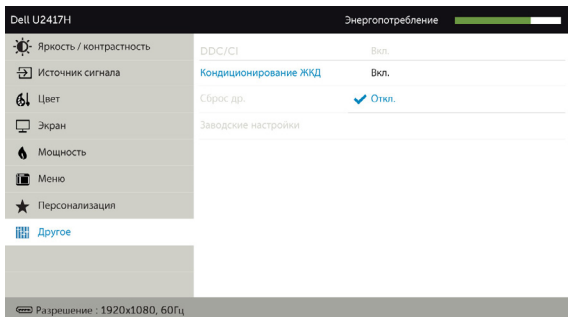 Dell U2417H Энергопотребление
Яркость / контрастность DDC/CI Вкл.
Источник сигнала Кондиционирование ЖКД Вкл.
Цвет Сброс др. Откл.
Экран Заводские настройки
Мощность
Меню
Персонализация
Другое
Разрешение : 1920x1080, 60Гц